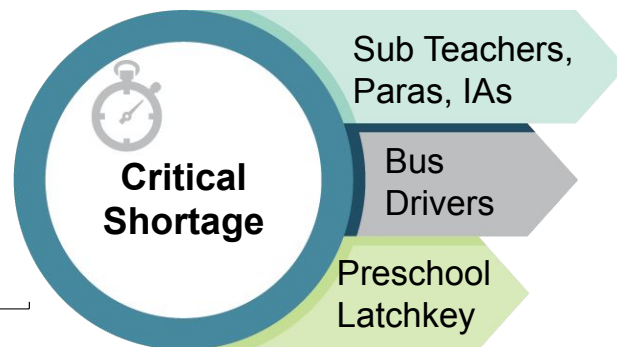 Critical
Shortage
Sub Teachers,
Paras, IAs
Bus
Drivers
Preschool
Latchkey